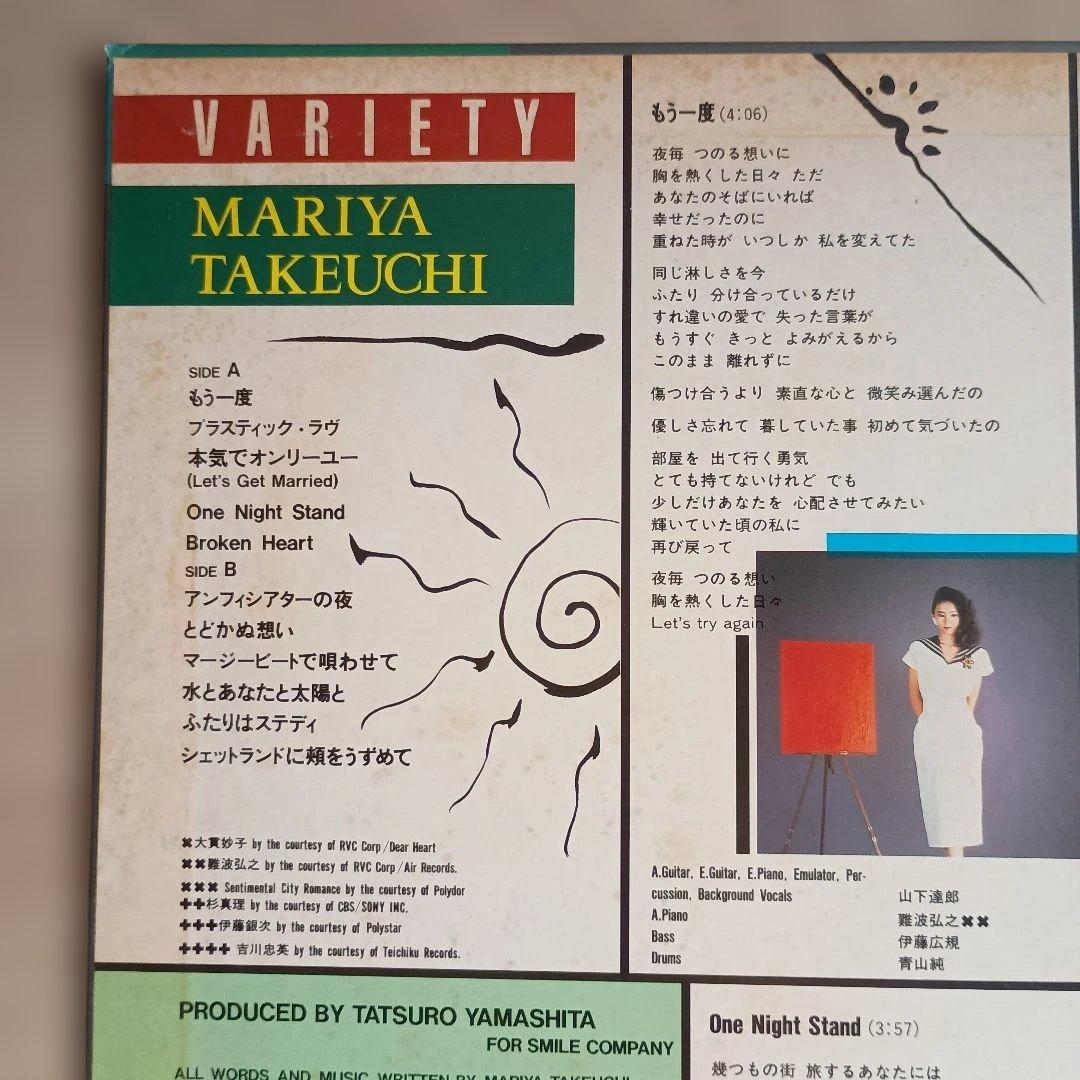 VARIETY
MARIYA
TAKEUCHI
SIDE A
もう一度
プラスティック・ラヴ
本気でオンリーユー
(Let's Get Married)
One Night Stand
Broken Heart
SIDE B
アンフィシアターの夜
とどかぬ想い
マージービートで唄わせて
水とあなたと太陽と
ふたりはステディ
シェットランドに頬をうずめて
✖大貫妙子 by the courtesy of RVC Corp/Dear Heart
✖✖難波弘之 by the courtesy of RVC Corp/Air Records.
✖✖✖ Sentimental City Romance by the courtesy of Polydor
✚✚杉真理 by the courtesy of CBS/SONY INC.
✚✚✚伊藤銀次 by the courtesy of Polystar
✚✚✚✚ 吉川忠英 by the courtesy of Teichiku Records.
もう一度(4:06)
夜毎 つのる想いに
胸を熱くした日々 ただ
あなたのそばにいれば
幸せだったのに
重ねた時が いつしか 私を変えてた
同じ淋しさを今
ふたり 分け合っているだけ
すれ違いの愛で 失った言葉が
もうすぐ きっと よみがえるから
このまま 離れずに
傷つけ合うより 素直な心と 微笑み選んだの
優しさ忘れて 暮していた事 初めて気づいたの
部屋を 出て行く勇気
とても持てないけれど でも
少しだけあなたを 心配させてみたい
輝いていた頃の私に
再び戻って
夜毎 つのる想い
胸を熱くした日々
Let's try again
A.Guitar, E.Guitar, E.Piano, Emulator, Per-
cussion, Background Vocals 山下達郎
A.Piano 難波弘之✖✖
Bass 伊藤広規
Drums 青山純
PRODUCED BY TATSURO YAMASHITA
FOR SMILE COMPANY
ALL WORDS AND MUSIC WRITTEN BY MARIYA TAKEUCHI
One Night Stand (3:57)
幾つもの街 旅するあなたには